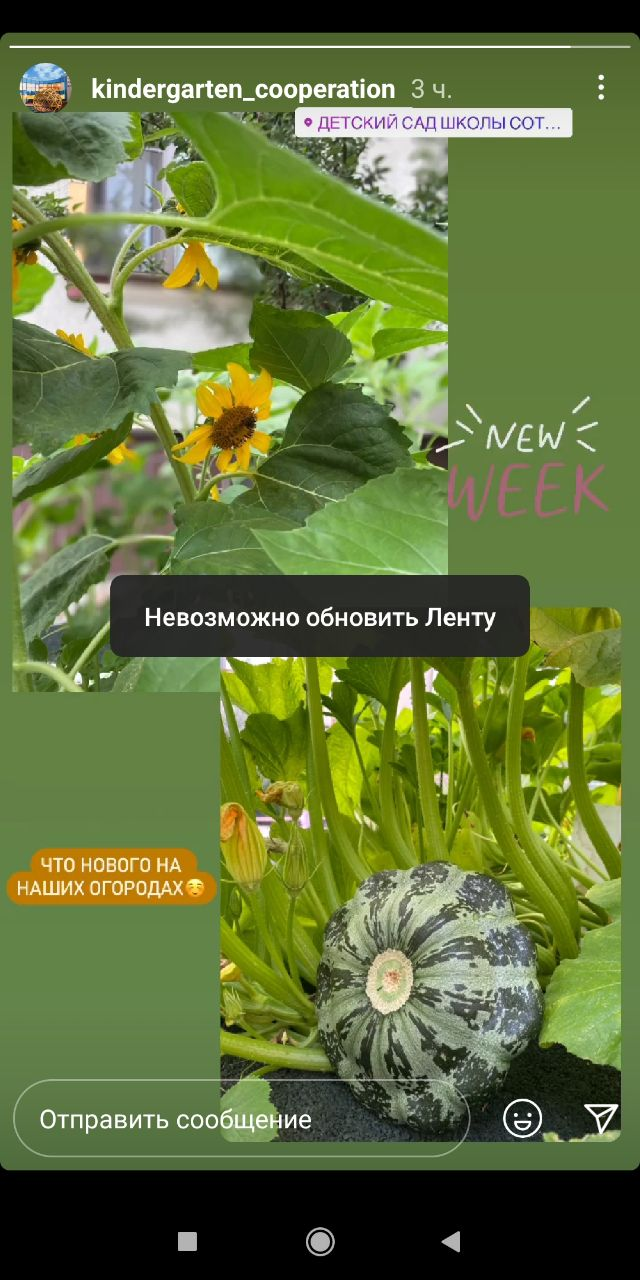 kindergarten_cooperation 3 ч.
ДЕТСКИЙ САД ШКОЛЫ СОТ...
NEW
WEEK
Невозможно обновить Ленту
ЧТО НОВОГО НА
НАШИХ ОГОРОДАХ☺️
Отправить сообщение